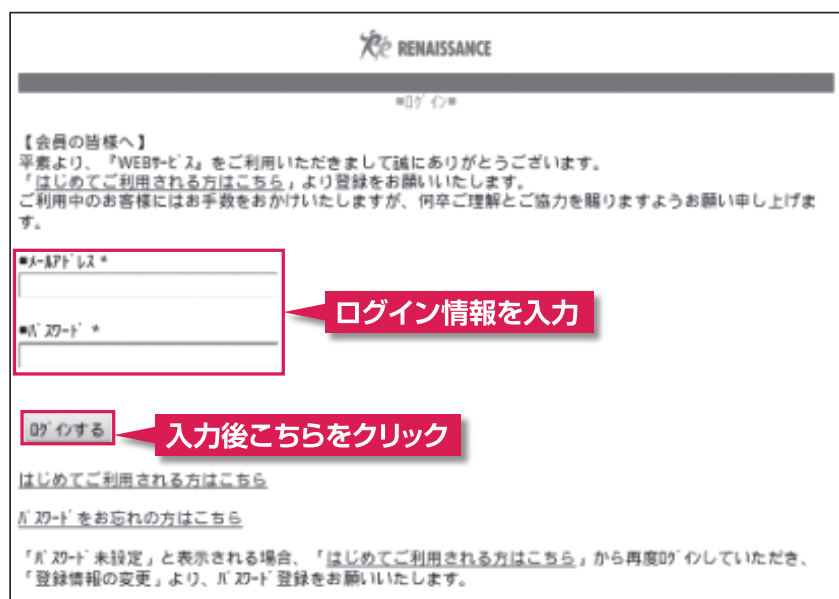 RENAISSANCE
■ﾛｸﾞｲﾝ■
【会員の皆様へ】
平素より、『WEBｻｰﾋﾞｽ』をご利用いただきまして誠にありがとうございます。
「はじめてご利用される方はこちら」より登録をお願いいたします。
ご利用中のお客様にはお手数をおかけいたしますが、何卒ご理解とご協力を賜りますようお願い申し上げま
す。
■ﾒｰﾙｱﾄﾞﾚｽ *
ログイン情報を入力
■ﾊﾟｽﾜｰﾄﾞ *
ﾛｸﾞｲﾝする
入力後こちらをクリック
はじめてご利用される方はこちら
ﾊﾟｽﾜｰﾄﾞをお忘れの方はこちら
「ﾊﾟｽﾜｰﾄﾞ未設定」と表示される場合、「はじめてご利用される方はこちら」から再度ﾛｸﾞｲﾝしていただき、
「登録情報の変更」より、ﾊﾟｽﾜｰﾄﾞ登録をお願いいたします。